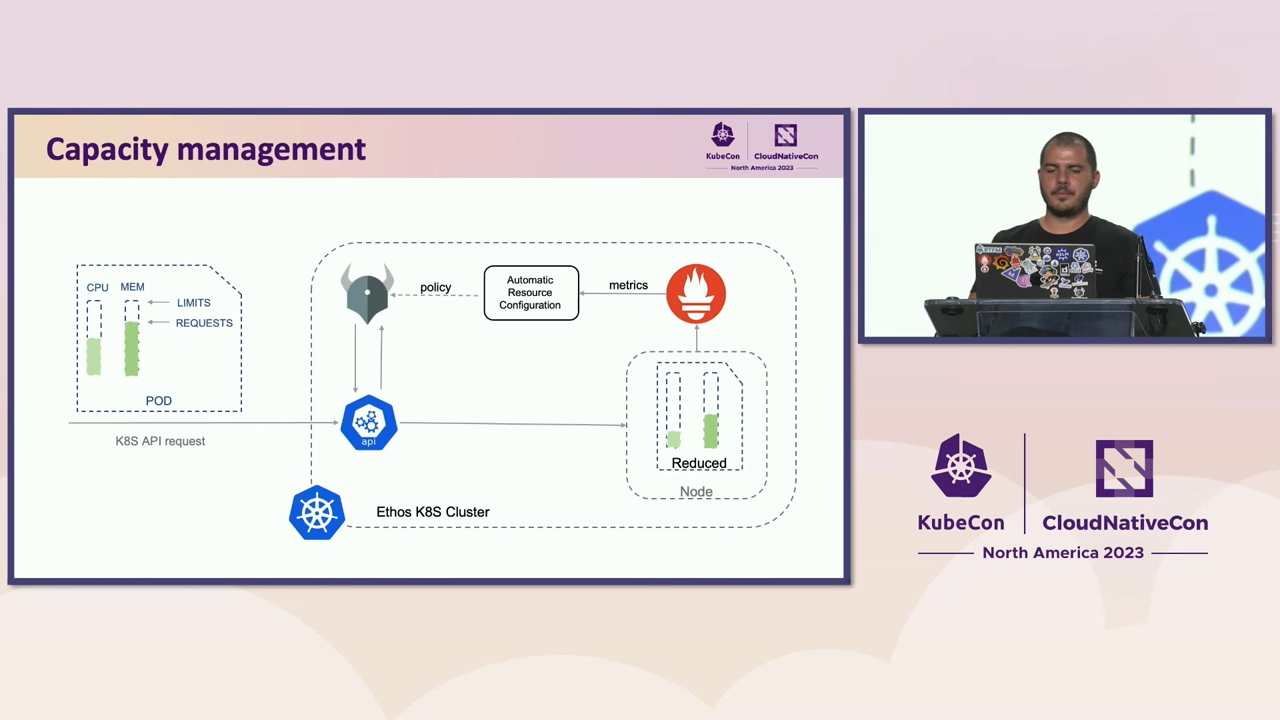 Capacity management
KubeCon
CloudNativeCon
North America 2023
CPU
MEM
LIMITS
REQUESTS
POD
K8S API request
policy
Automatic
Resource
Configuration
metrics
api
Reduced
Node
Ethos K8S Cluster
KubeCon
CloudNativeCon
North America 2023